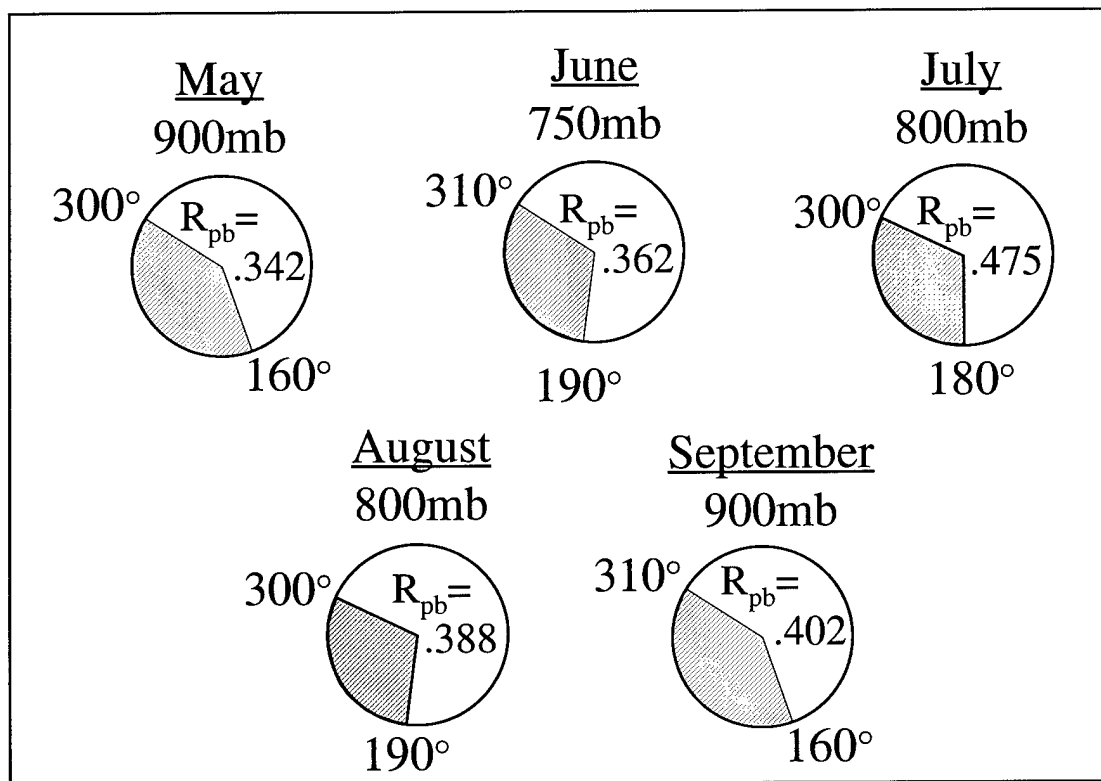 May
900mb
300°
R_pb=
.342
160°
June
750mb
310°
R_pb=
.362
190°
July
800mb
300°
R_pb=
.475
180°
August
800mb
300°
R_pb=
.388
190°
September
900mb
310°
R_pb=
.402
160°